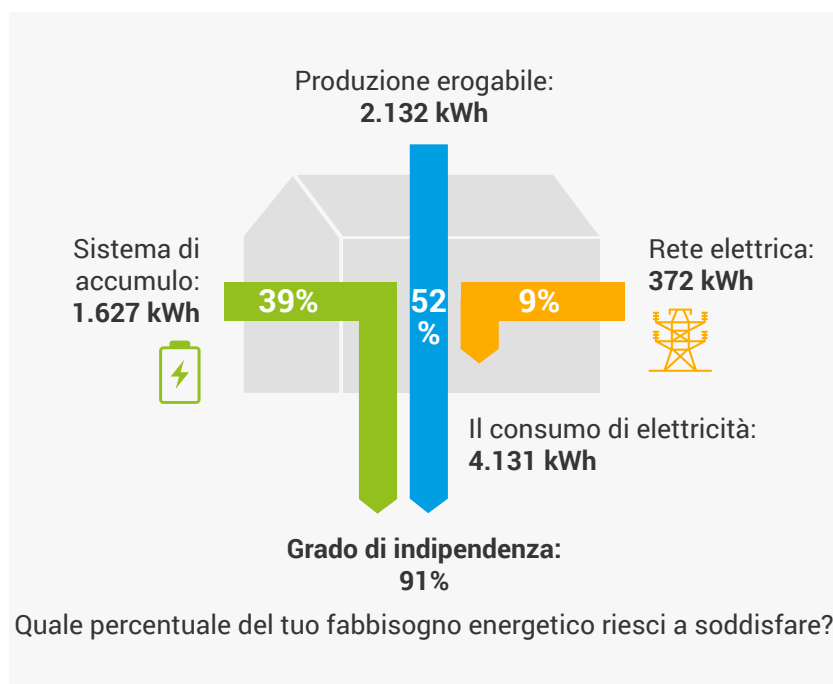 Produzione erogabile:
2.132 kWh
Sistema di
accumulo:
1.627 kWh
39%
52
%
9%
Rete elettrica:
372 kWh
Il consumo di elettricità:
4.131 kWh
Grado di indipendenza:
91%
Quale percentuale del tuo fabbisogno energetico riesci a soddisfare?